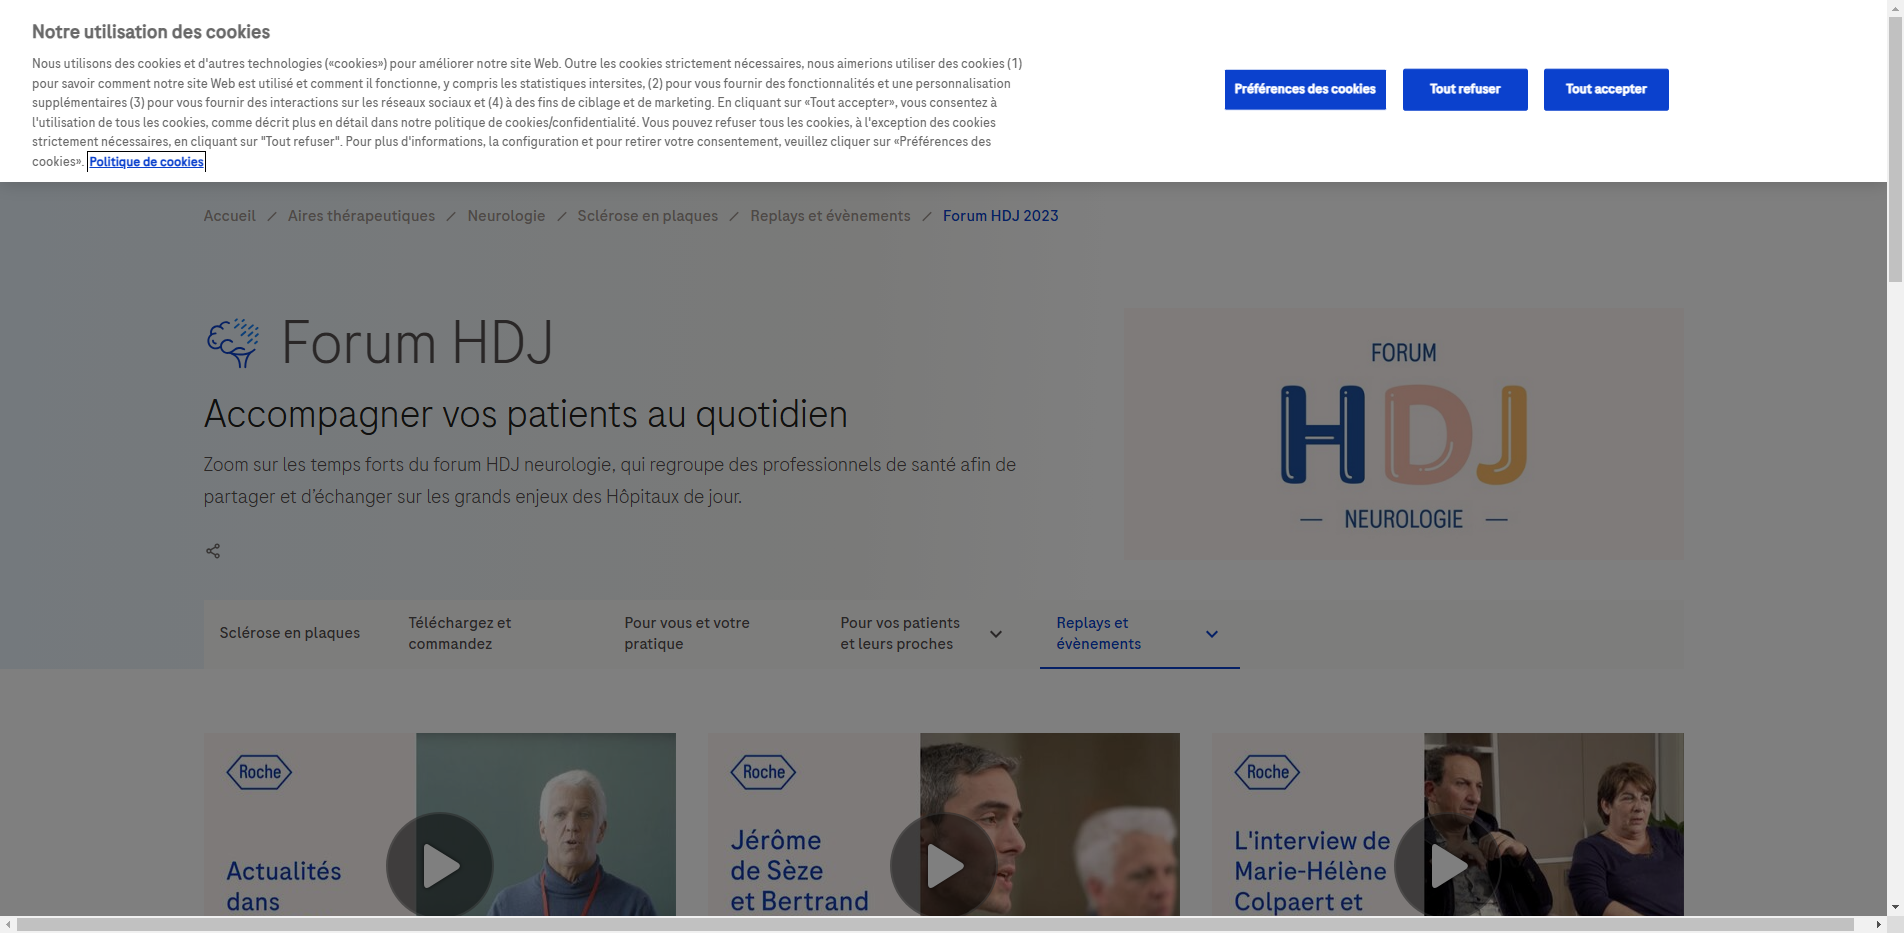 Notre utilisation des cookies
Nous utilisons des cookies et d'autres technologies («cookies») pour améliorer notre site Web. Outre les cookies strictement nécessaires, nous aimerions utiliser des cookies (1)
pour savoir comment notre site Web est utilisé et comment il fonctionne, y compris les statistiques intersites, (2) pour vous fournir des fonctionnalités et une personnalisation
supplémentaires (3) pour vous fournir des interactions sur les réseaux sociaux et (4) à des fins de ciblage et de marketing. En cliquant sur «Tout accepter», vous consentez à
l'utilisation de tous les cookies, comme décrit plus en détail dans notre politique de cookies/confidentialité. Vous pouvez refuser tous les cookies, à l'exception des cookies
strictement nécessaires, en cliquant sur "Tout refuser". Pour plus d'informations, la configuration et pour retirer votre consentement, veuillez cliquer sur «Préférences des
cookies». Politique de cookies
Préférences des cookies
Tout refuser
Tout accepter
Accueil / Aires thérapeutiques / Neurologie / Sclérose en plaques / Replays et évènements / Forum HDJ 2023
Forum HDJ
Accompagner vos patients au quotidien
Zoom sur les temps forts du forum HDJ neurologie, qui regroupe des professionnels de santé afin de
partager et d’échanger sur les grands enjeux des Hôpitaux de jour.
FORUM
HDJ
— NEUROLOGIE —
Sclérose en plaques
Téléchargez et
commandez
Pour vous et votre
pratique
Pour vos patients
et leurs proches
Replays et
évènements
Roche
Actualités
dans
Roche
Jérôme
de Sèze
et Bertrand
Roche
L'interview de
Marie-Hélène
Colpaert et